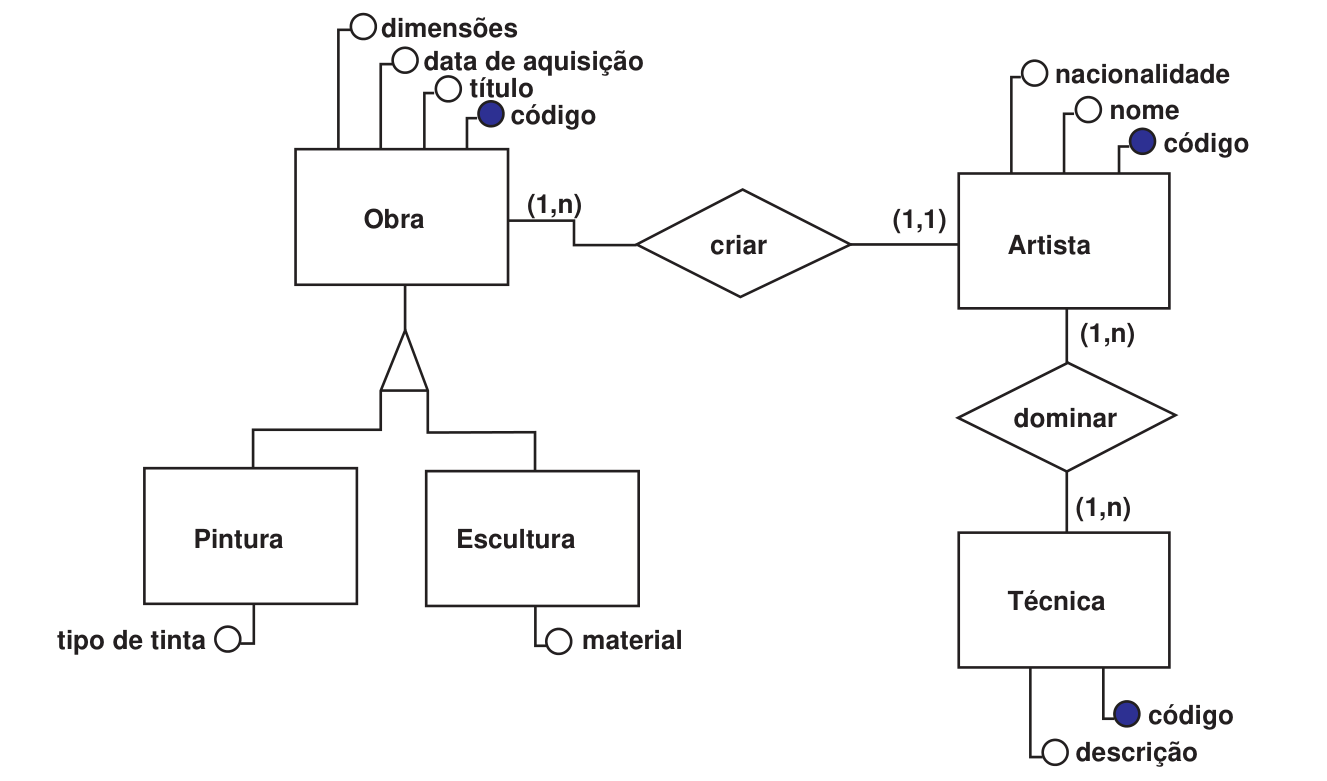 dimensões
data de aquisição
título
código
nacionalidade
nome
código
Obra
(1,n)
criar
(1,1)
Artista
(1,n)
dominar
(1,n)
Pintura
Escultura
Técnica
tipo de tinta
material
código
descrição